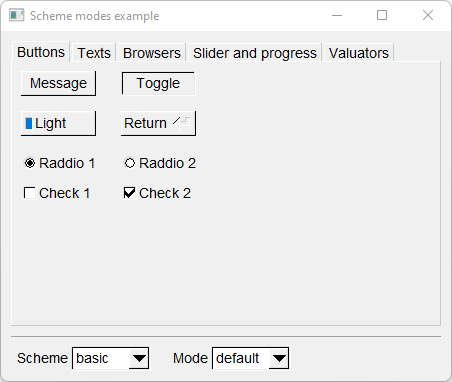 Scheme modes example
Buttons Texts Browsers Slider and progress Valuators
Message Toggle
Light Return
Raddio 1 Raddio 2
Check 1 Check 2
Scheme basic Mode default